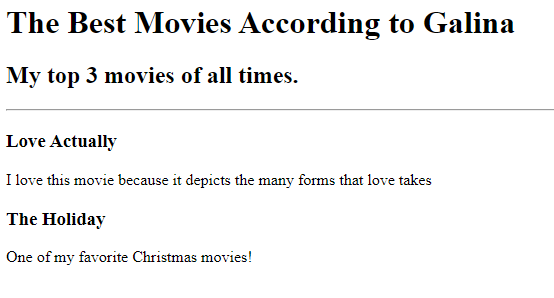 The Best Movies According to Galina
My top 3 movies of all times.
Love Actually
I love this movie because it depicts the many forms that love takes
The Holiday
One of my favorite Christmas movies!